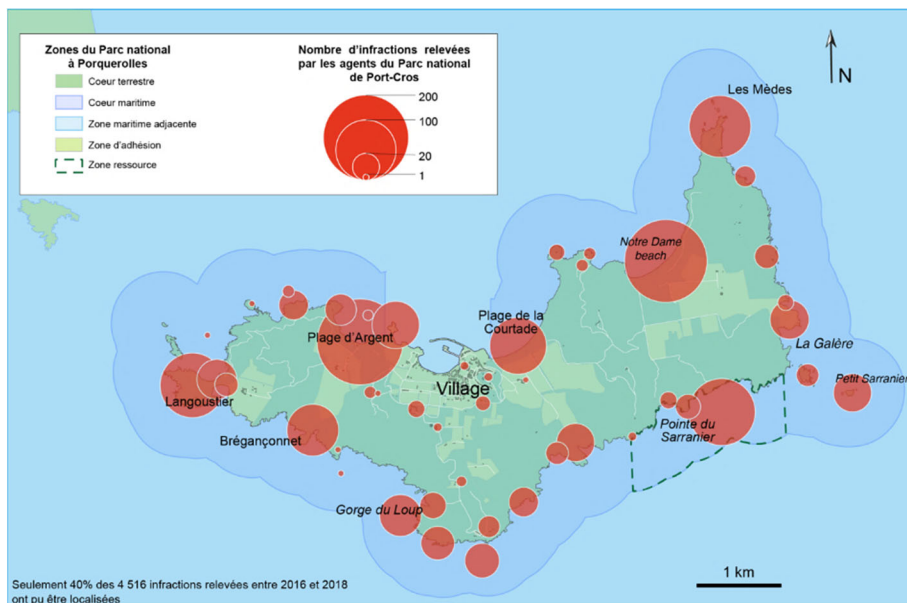 Zones du Parc national
à Porquerolles
Coeur terrestre
Coeur maritime
Zone maritime adjacente
Zone d'adhésion
Zone ressource
Nombre d'infractions relevées
par les agents du Parc national
de Port-Cros
200
100
20
1
N
Les Mèdes
Notre Dame
beach
Plage de la
Courtade
Plage d'Argent
La Galère
Village
Petit Sarranier
Langoustier
Pointe du
Sarranier
Brégançonnet
Gorge du Loup
Seulement 40% des 4 516 infractions relevées entre 2016 et 2018
ont pu être localisées
1 km